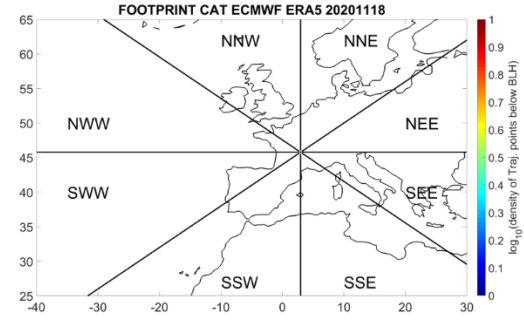 FOOTPRINT CAT ECMWF ERA5 20201118
65
60
55
50
45
40
35
30
25
-40
-30
-20
-10
0
10
20
30
NNW
NNE
NWW
NEE
SWW
SEE
SSW
SSE
1
0.9
0.8
0.7
0.6
0.5
0.4
0.3
0.2
0.1
0
log10(density of Traj. points below BLH)